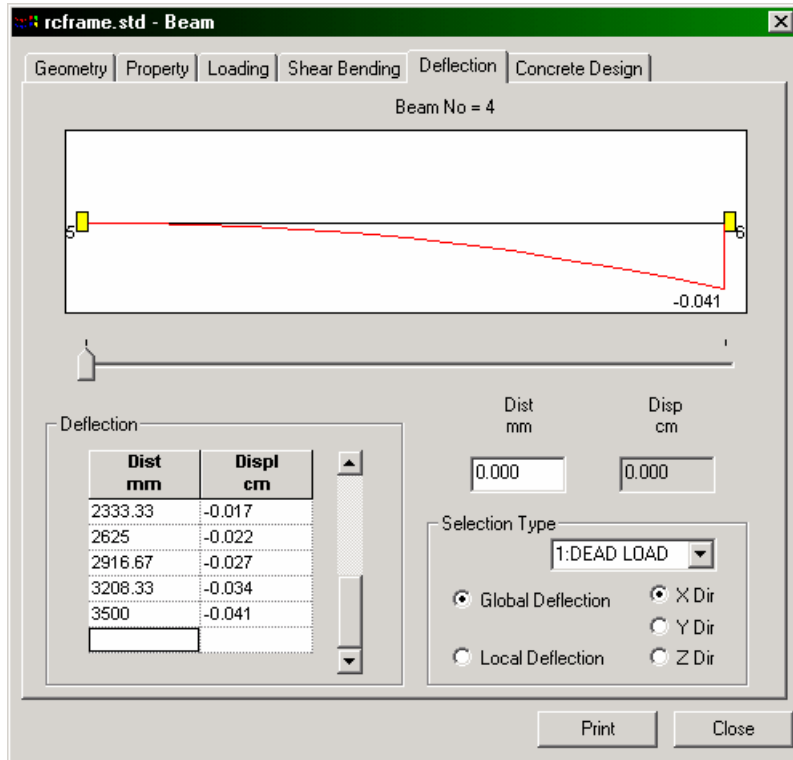 rcframe.std - Beam
Geometry Property Loading Shear Bending Deflection Concrete Design
Beam No = 4
5 6
-0.041
Dist Disp
mm cm
0.000 0.000
Deflection
Dist Displ
mm cm
2333.33 -0.017
2625 -0.022
2916.67 -0.027
3208.33 -0.034
3500 -0.041
Selection Type
1:DEAD LOAD
Global Deflection X Dir
Y Dir
Local Deflection Z Dir
Print Close